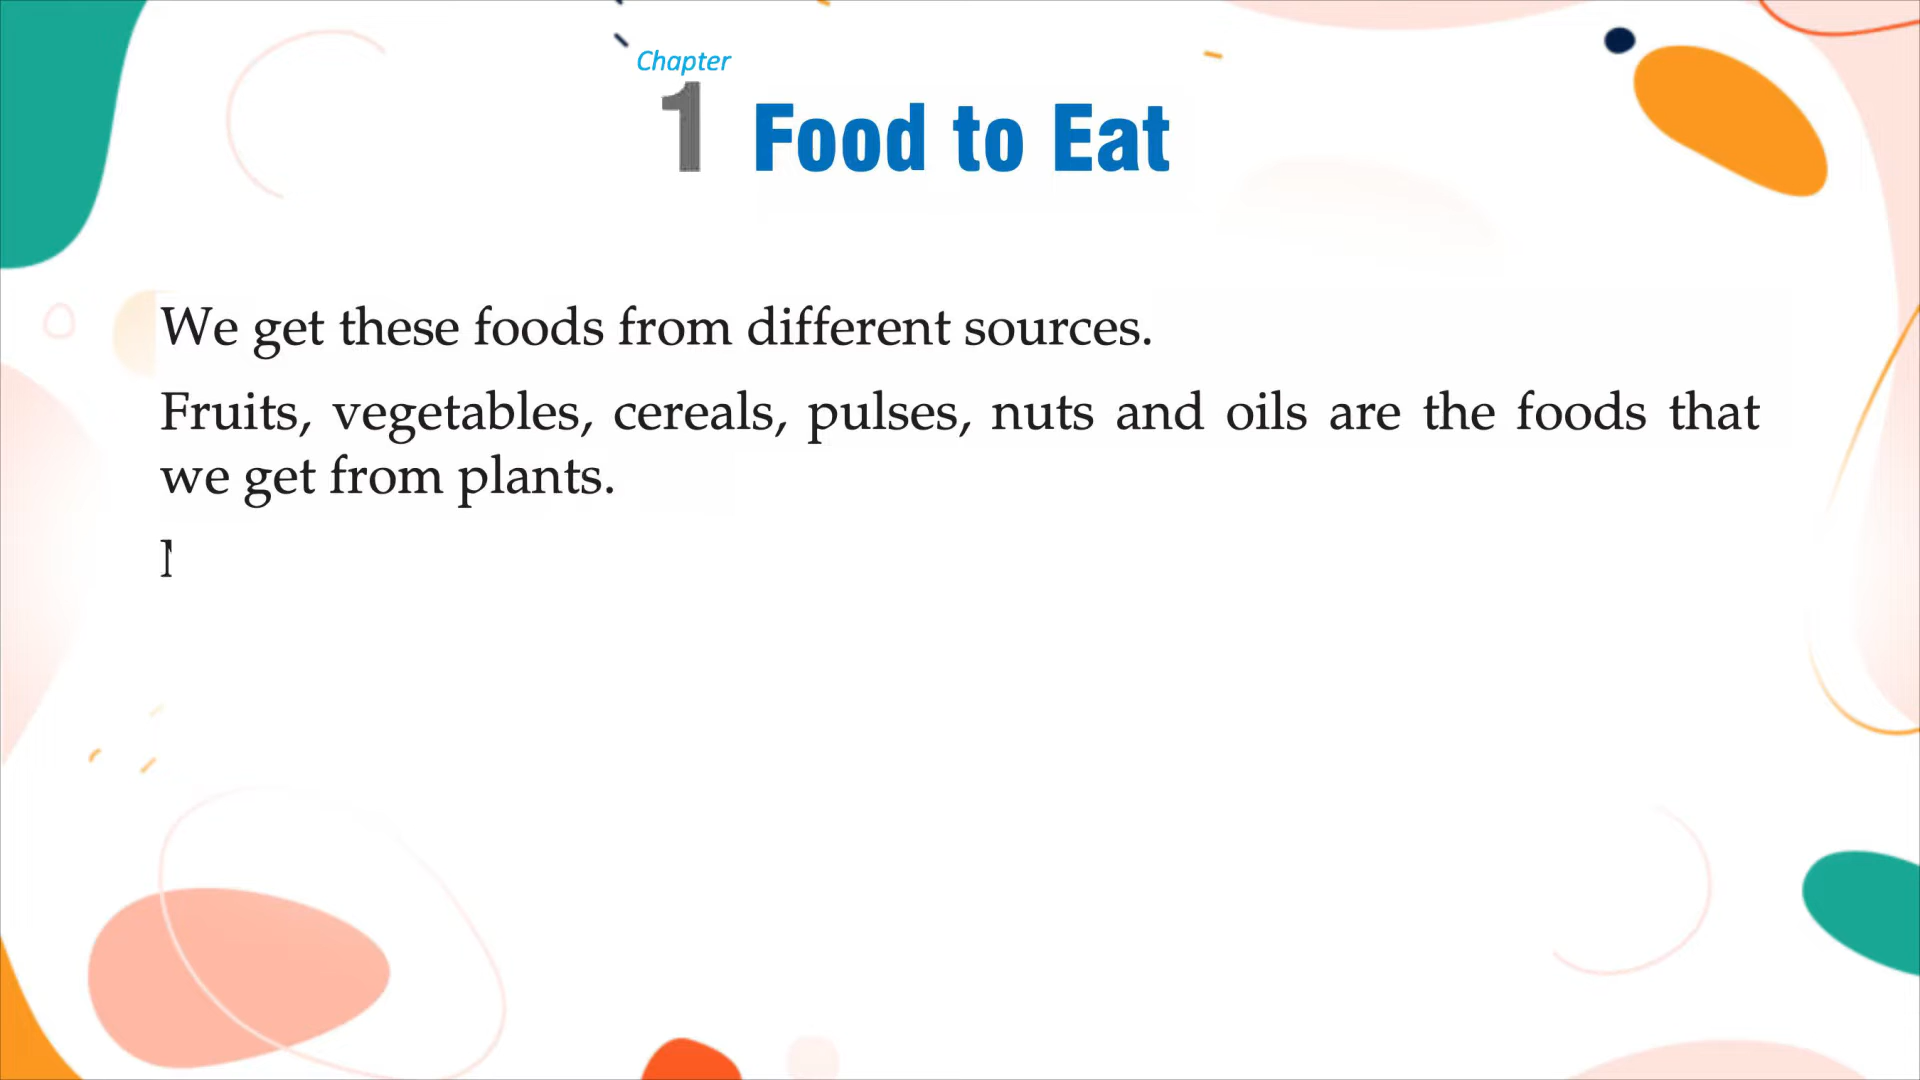 Chapter
1 Food to Eat
We get these foods from different sources.
Fruits, vegetables, cereals, pulses, nuts and oils are the foods that
we get from plants.